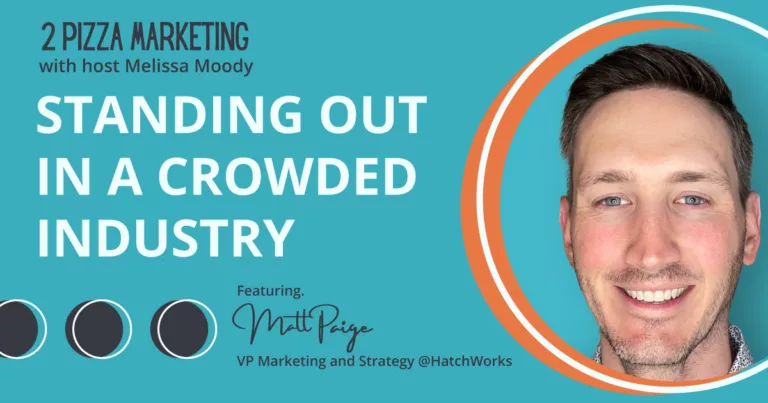 2 PIZZA MARKETING
with host Melissa Moody
STANDING OUT
IN A CROWDED
INDUSTRY
Featuring.
Matt Paige
VP Marketing and Strategy @HatchWorks